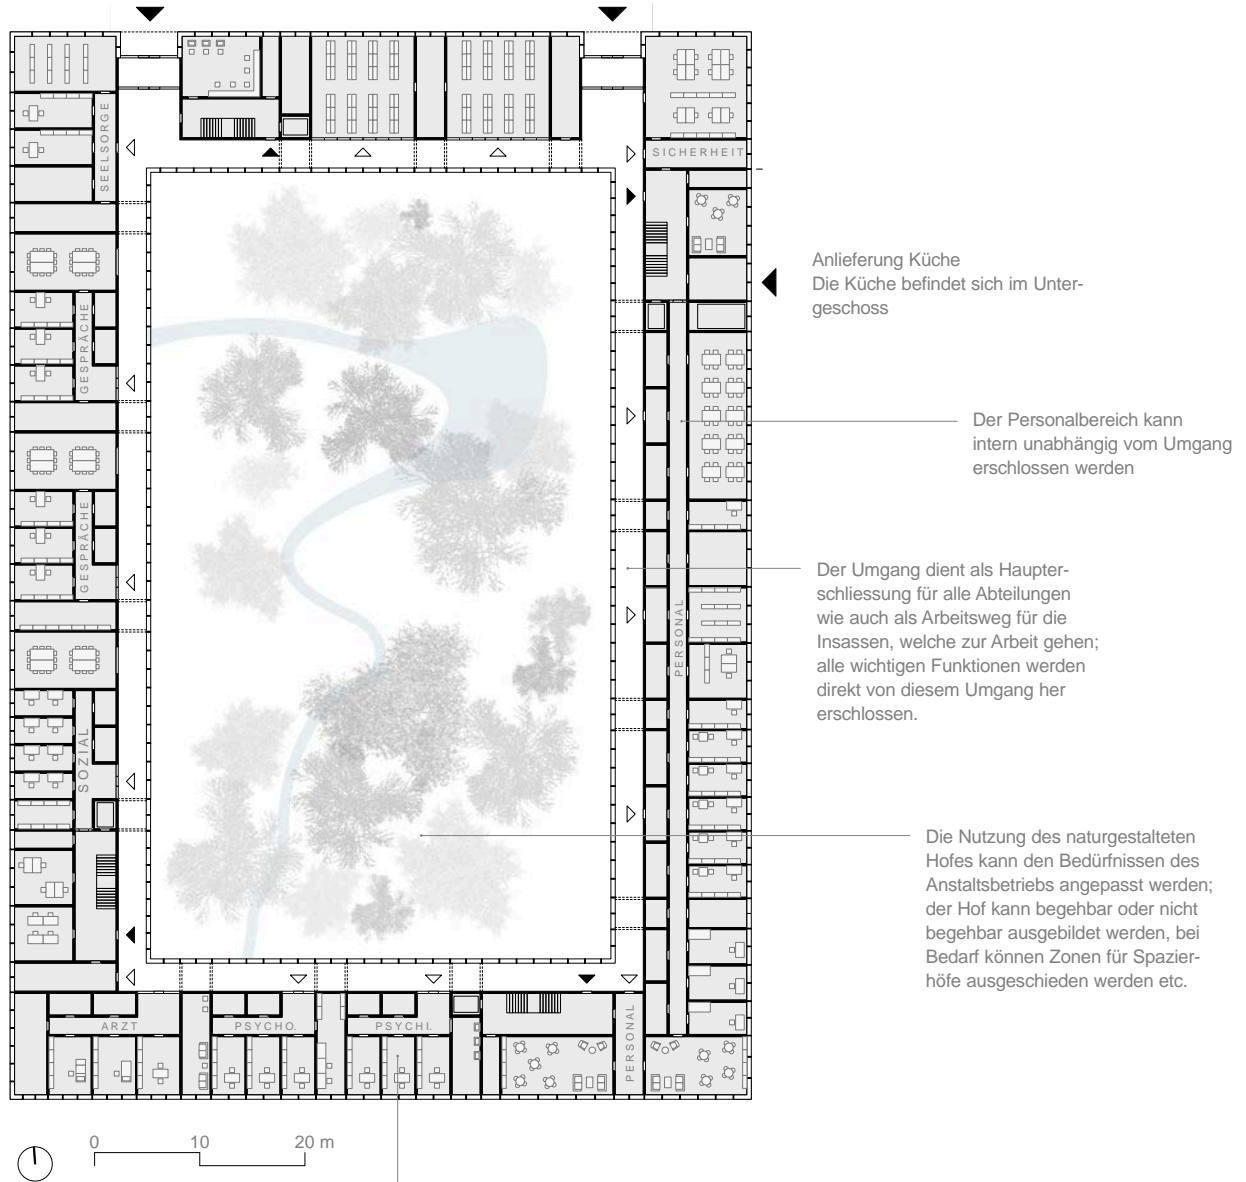 SEELSORGE
SICHERHEIT
Anlieferung Küche
Die Küche befindet sich im Unter-
geschoss
GESPRÄCHE
Der Personalbereich kann
intern unabhängig vom Umgang
erschlossen werden
GESPRÄCHE
Der Umgang dient als Haupter-
schliessung für alle Abteilungen
wie auch als Arbeitsweg für die
Insassen, welche zur Arbeit gehen;
alle wichtigen Funktionen werden
direkt von diesem Umgang her
erschlossen.
PERSONAL
SOZIAL
Die Nutzung des naturgestalteten
Hofes kann den Bedürfnissen des
Anstaltsbetriebs angepasst werden;
der Hof kann begehbar oder nicht
begehbar ausgebildet werden, bei
Bedarf können Zonen für Spazier-
höfe ausgeschieden werden etc.
ARZT
PSYCHO.
PSYCHI.
PERSONAL
0 10 20 m